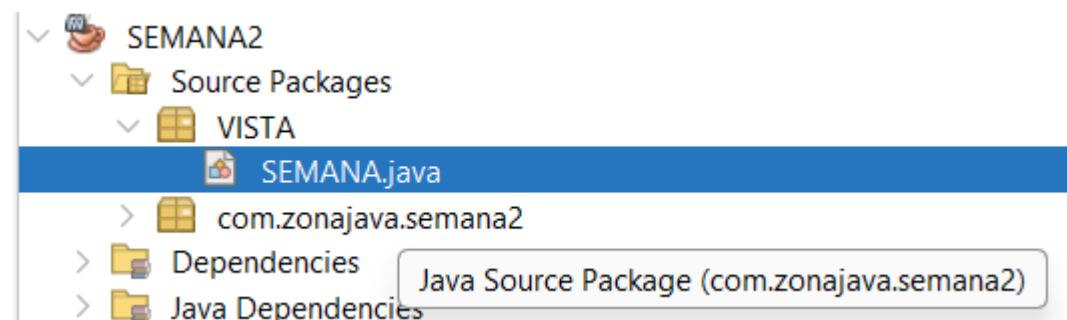 SEMANA2
Source Packages
VISTA
SEMANA.java
com.zonajava.semana2
Dependencies
Java Source Package (com.zonajava.semana2)
Java Dependencies